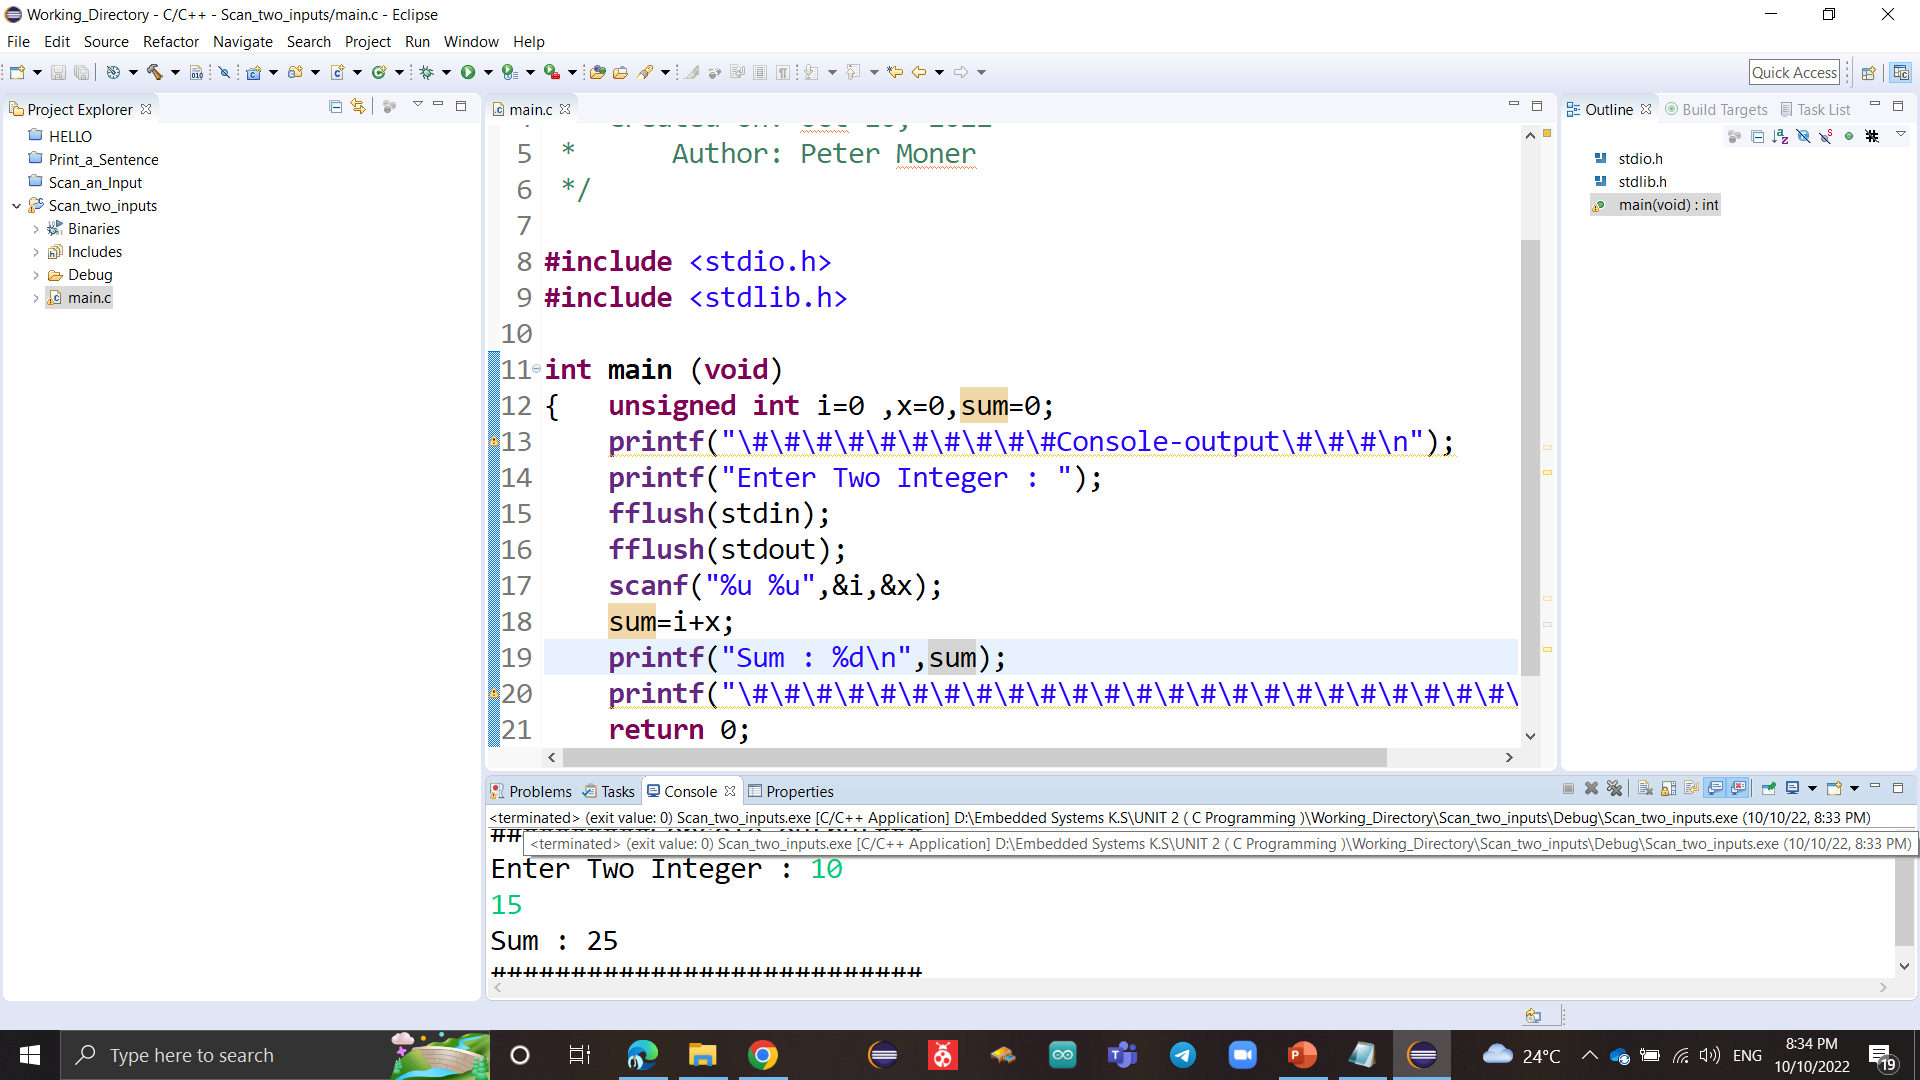 Working_Directory - C/C++ - Scan_two_inputs/main.c - Eclipse
File Edit Source Refactor Navigate Search Project Run Window Help
Quick Access
Project Explorer
HELLO
Print_a_Sentence
Scan_an_Input
Scan_two_inputs
Binaries
Includes
Debug
main.c
main.c
5 * Author: Peter Moner
6 */
7
8 #include <stdio.h>
9 #include <stdlib.h>
10
11 int main (void)
12 { unsigned int i=0 ,x=0,sum=0;
13 printf("\#\#\#\#\#\#\#\#\#\#Console-output\#\#\#\n");
14 printf("Enter Two Integer : ");
15 fflush(stdin);
16 fflush(stdout);
17 scanf("%u %u",&i,&x);
18 sum=i+x;
19 printf("Sum : %d\n",sum);
20 printf("\#\#\#\#\#\#\#\#\#\#\#\#\#\#\#\#\#\#\#\#\#\#\#\#\
21 return 0;
Outline Build Targets Task List
stdio.h
stdlib.h
main(void) : int
Problems Tasks Console Properties
<terminated> (exit value: 0) Scan_two_inputs.exe [C/C++ Application] D:\Embedded Systems K.S\UNIT 2 ( C Programming )\Working_Directory\Scan_two_inputs\Debug\Scan_two_inputs.exe (10/10/22, 8:33 PM)
<terminated> (exit value: 0) Scan_two_inputs.exe [C/C++ Application] D:\Embedded Systems K.S\UNIT 2 ( C Programming )\Working_Directory\Scan_two_inputs\Debug\Scan_two_inputs.exe (10/10/22, 8:33 PM)
Enter Two Integer : 10
15
Sum : 25
###########################
Type here to search
24°C
ENG
8:34 PM
10/10/2022
19